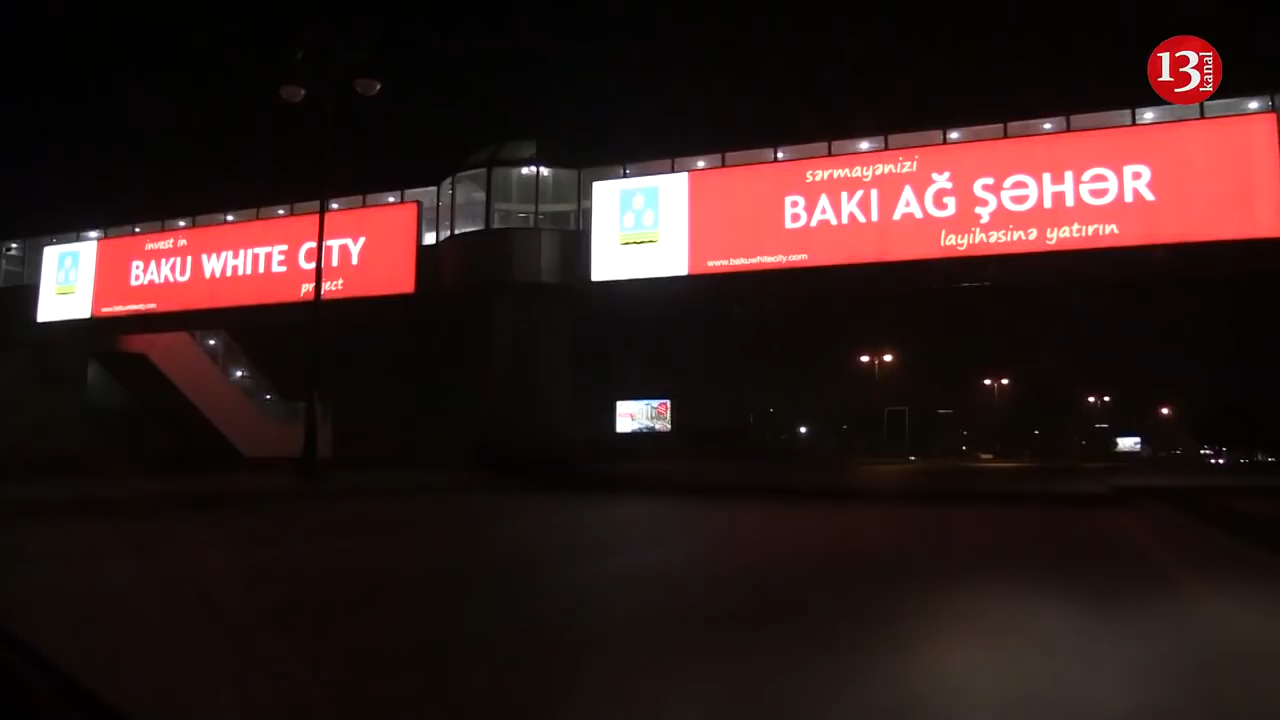 13
kanal
invest in
BAKU WHITE CITY
project
www.bakuwhitecity.com
sərmayənizi
BAKI AĞ ŞƏHƏR
layihəsinə yatırın
www.bakuwhitecity.com